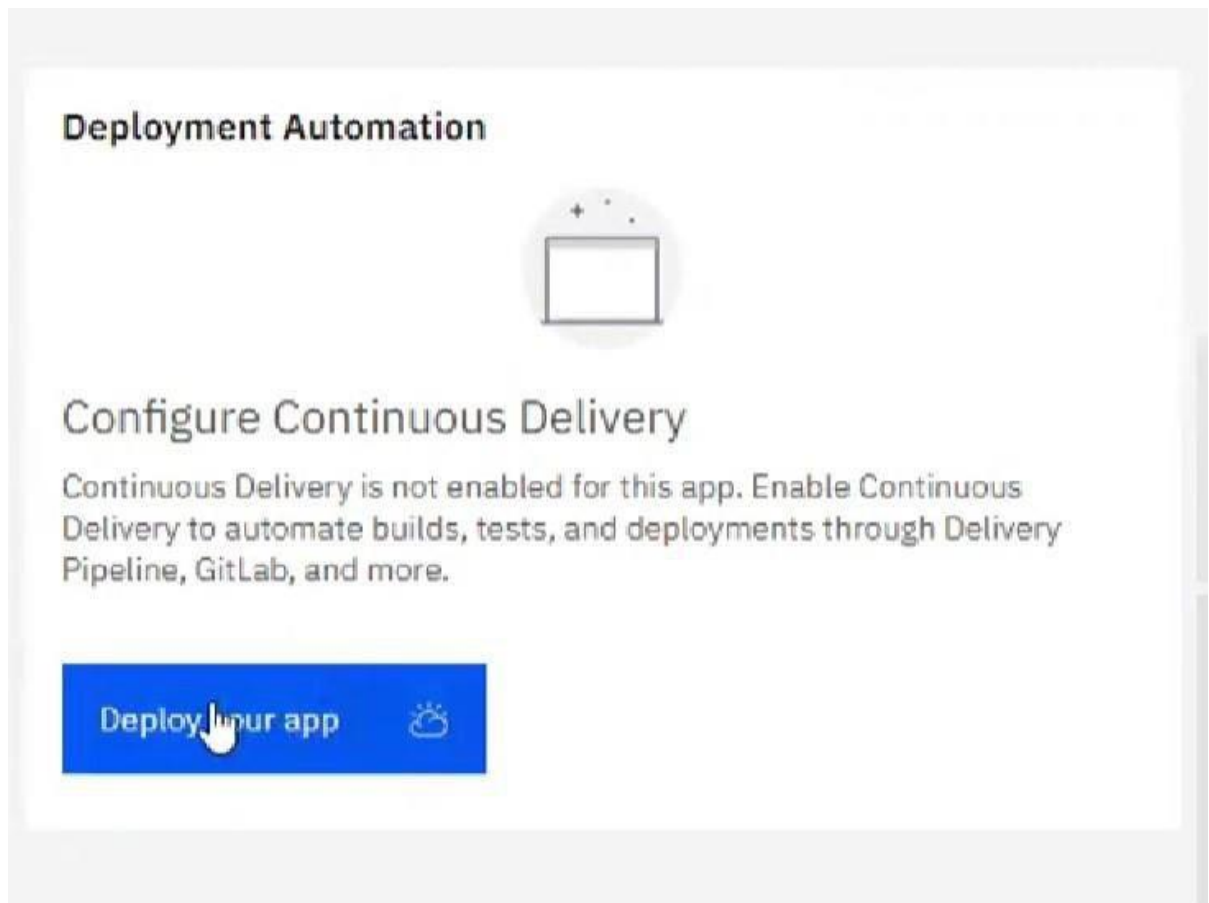 Deployment Automation
Configure Continuous Delivery
Continuous Delivery is not enabled for this app. Enable Continuous
Delivery to automate builds, tests, and deployments through Delivery
Pipeline, GitLab, and more.
Deploy your app